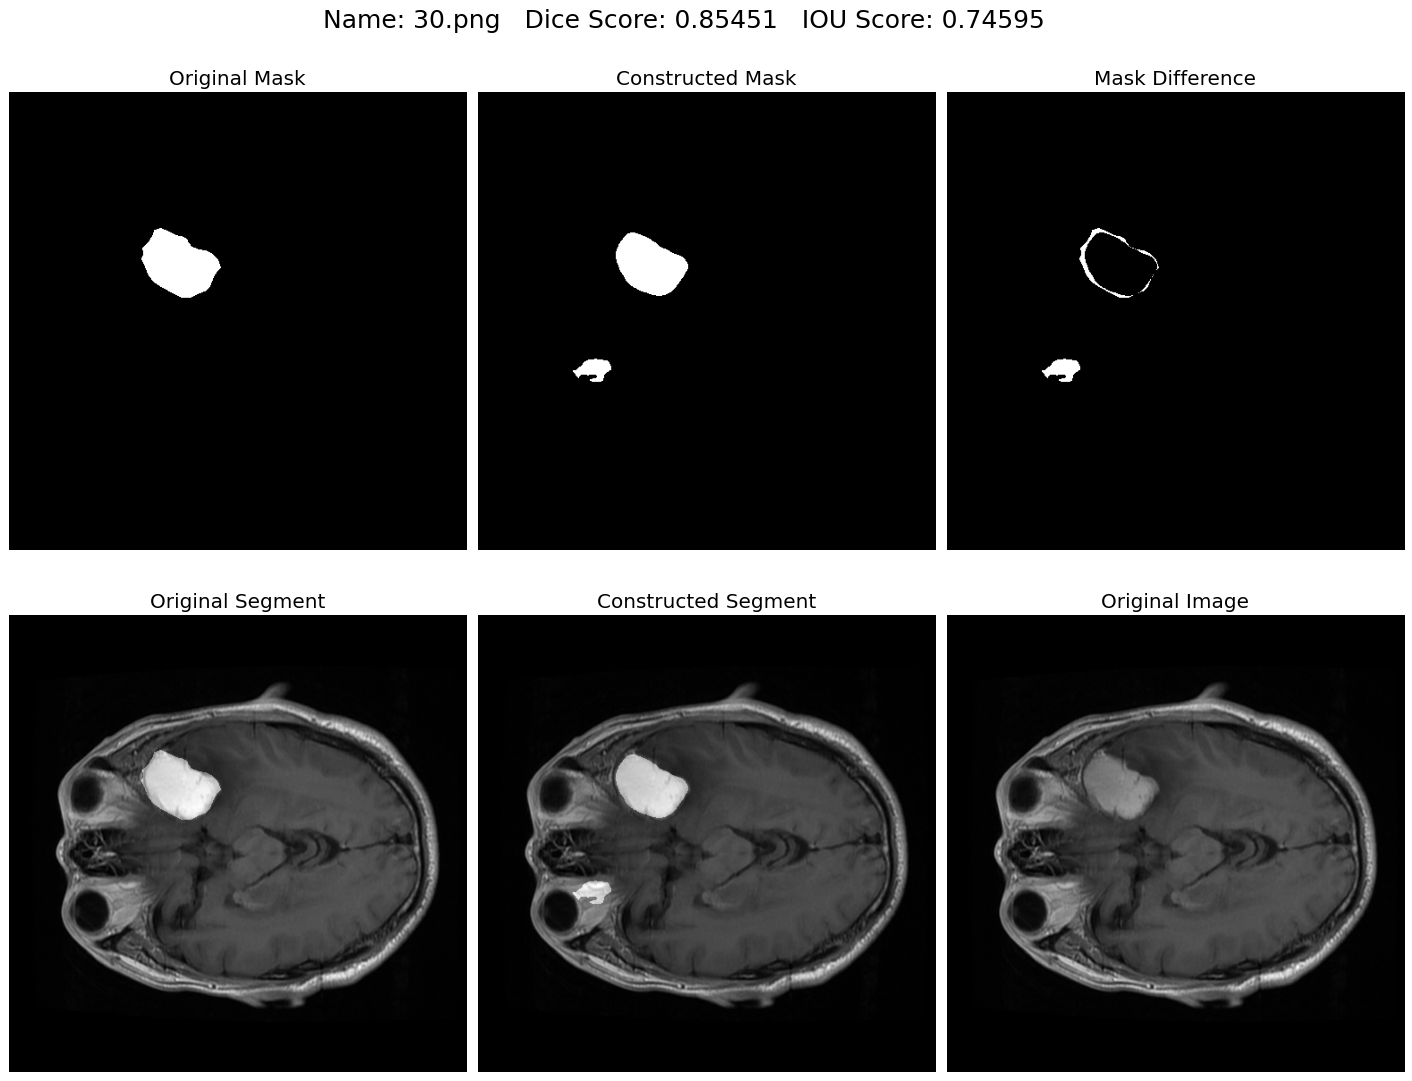 Name: 30.png   Dice Score: 0.85451   IOU Score: 0.74595
Original Mask
Constructed Mask
Mask Difference
Original Segment
Constructed Segment
Original Image